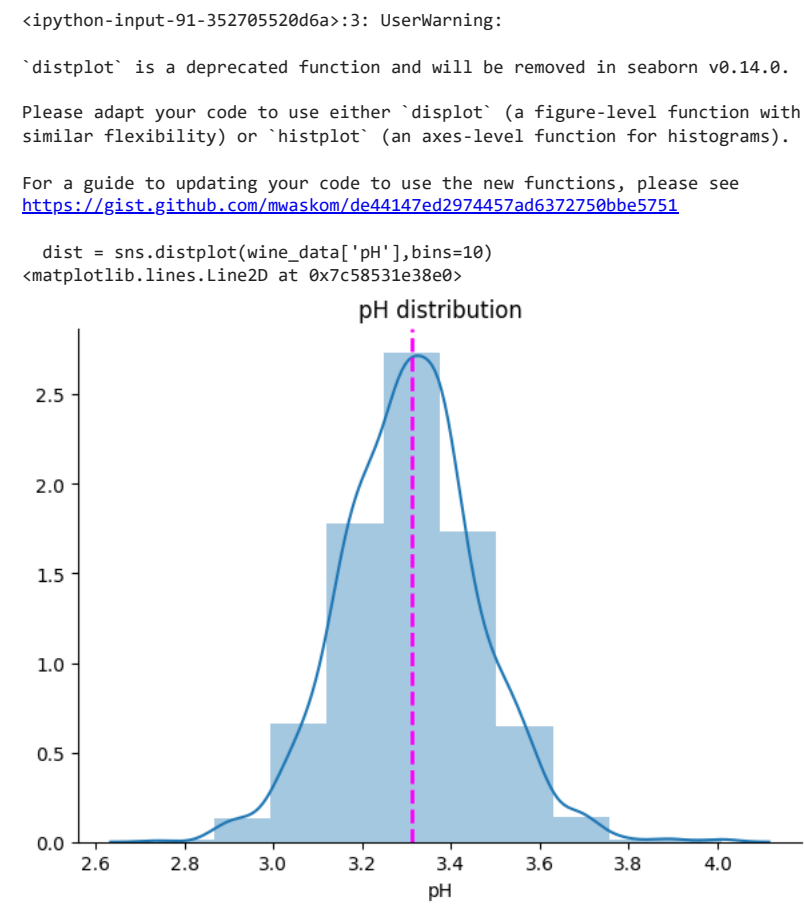 <ipython-input-91-352705520d6a>:3: UserWarning:
`distplot` is a deprecated function and will be removed in seaborn v0.14.0.
Please adapt your code to use either `displot` (a figure-level function with
similar flexibility) or `histplot` (an axes-level function for histograms).
For a guide to updating your code to use the new functions, please see
https://gist.github.com/mwaskom/de44147ed2974457ad6372750bbe5751
dist = sns.distplot(wine_data['pH'],bins=10)
<matplotlib.lines.Line2D at 0x7c58531e38e0>
pH distribution
2.5
2.0
1.5
1.0
0.5
0.0
2.6 2.8 3.0 3.2 3.4 3.6 3.8 4.0
pH